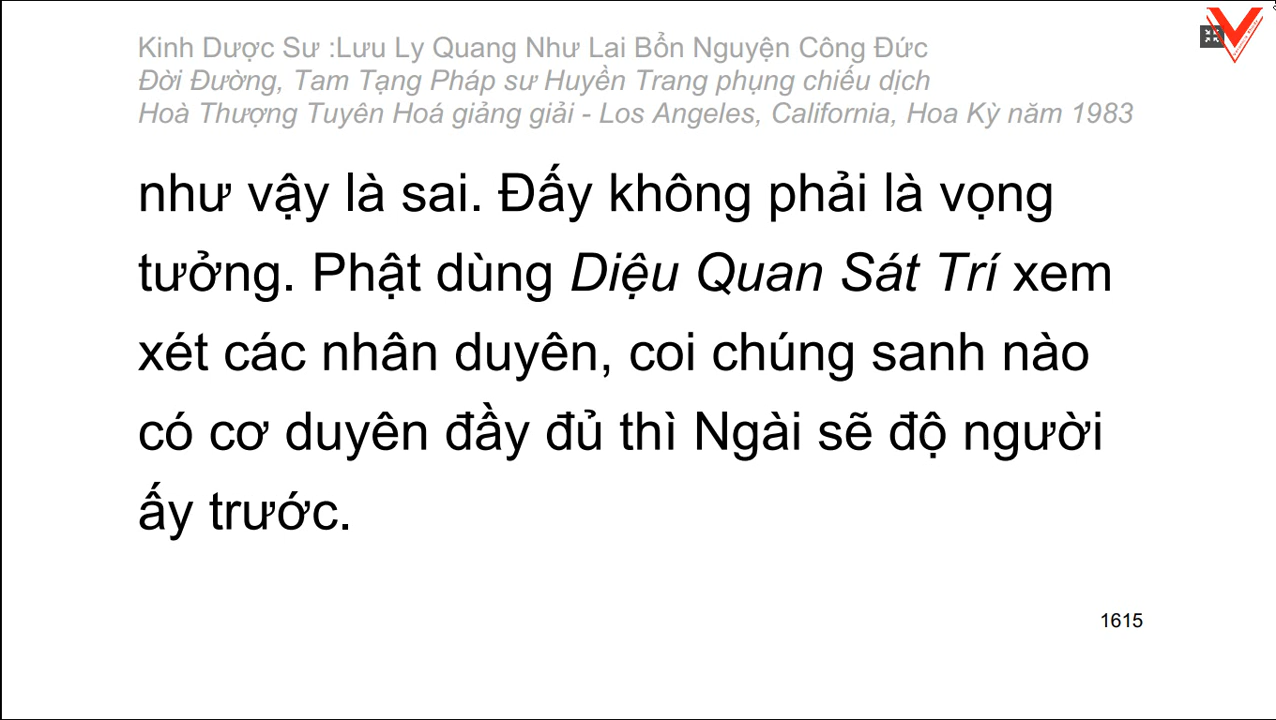 Kinh Dược Sư :Lưu Ly Quang Như Lai Bổn Nguyện Công Đức
Đời Đường, Tam Tạng Pháp sư Huyền Trang phụng chiếu dịch
Hoà Thượng Tuyên Hoá giảng giải - Los Angeles, California, Hoa Kỳ năm 1983
như vậy là sai. Đấy không phải là vọng
tưởng. Phật dùng Diệu Quan Sát Trí xem
xét các nhân duyên, coi chúng sanh nào
có cơ duyên đầy đủ thì Ngài sẽ độ người
ấy trước.
1615